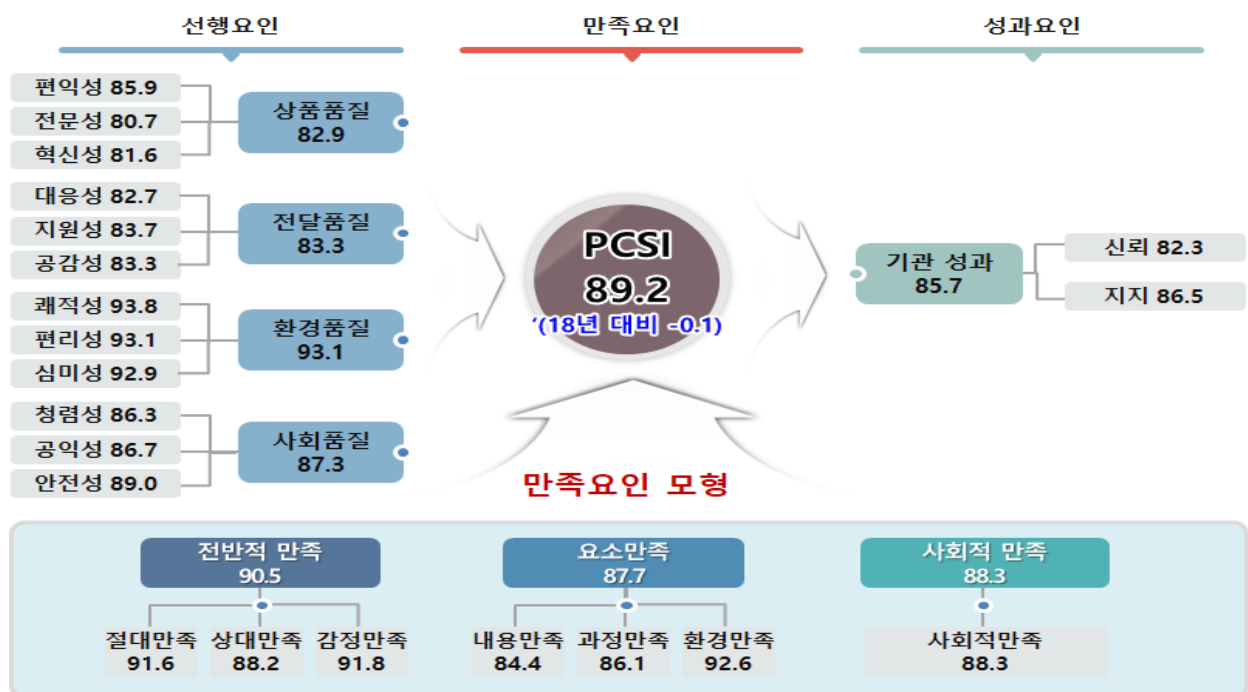 선행요인
만족요인
성과요인
편익성 85.9
전문성 80.7
혁신성 81.6
상품품질
82.9
대응성 82.7
지원성 83.7
공감성 83.3
전달품질
83.3
쾌적성 93.8
편리성 93.1
심미성 92.9
환경품질
93.1
청렴성 86.3
공익성 86.7
안전성 89.0
사회품질
87.3
PCSI
89.2
‘(18년 대비 -0.1)
기관 성과
85.7
신뢰 82.3
지지 86.5
만족요인 모형
전반적 만족
90.5
절대만족
91.6
상대만족
88.2
감정만족
91.8
요소만족
87.7
내용만족
84.4
과정만족
86.1
환경만족
92.6
사회적 만족
88.3
사회적만족
88.3